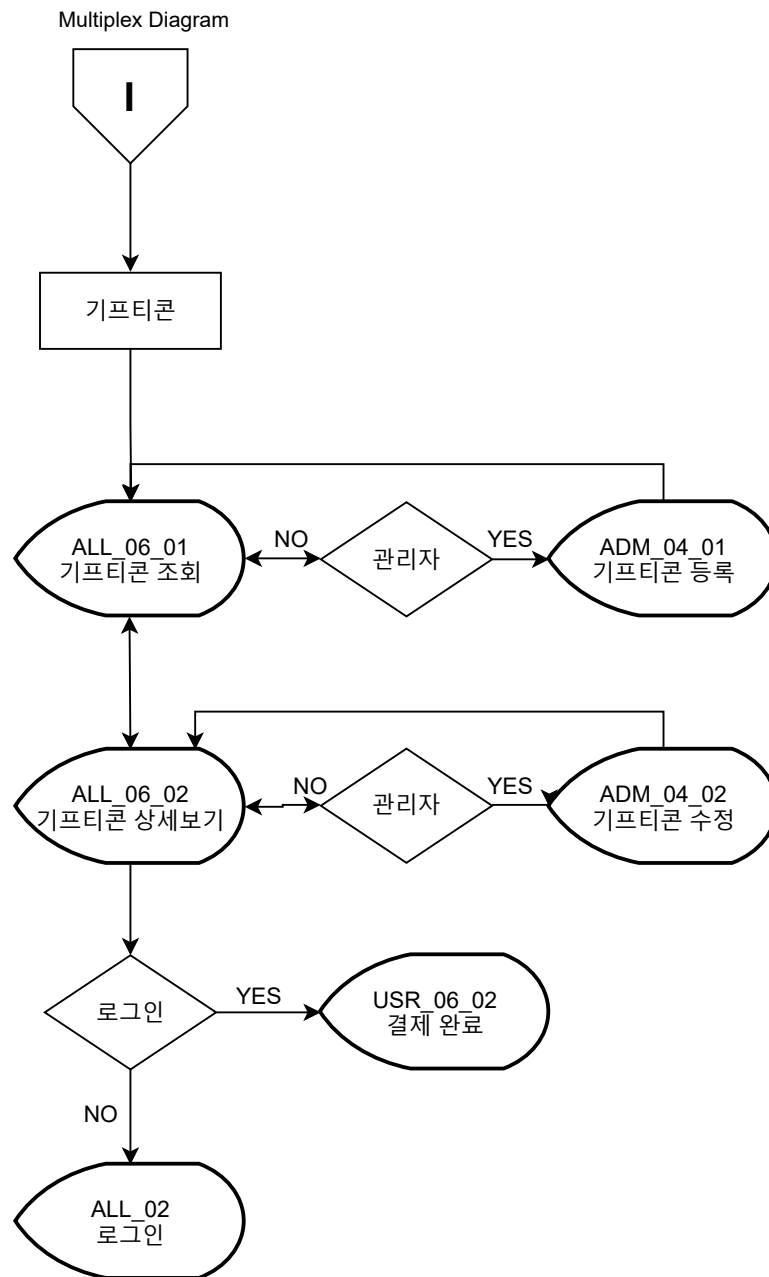 Multiplex Diagram
I
기프티콘
ALL_06_01
기프티콘 조회
NO
관리자
YES
ADM_04_01
기프티콘 등록
ALL_06_02
기프티콘 상세보기
NO
관리자
YES
ADM_04_02
기프티콘 수정
로그인
YES
USR_06_02
결제 완료
NO
ALL_02
로그인